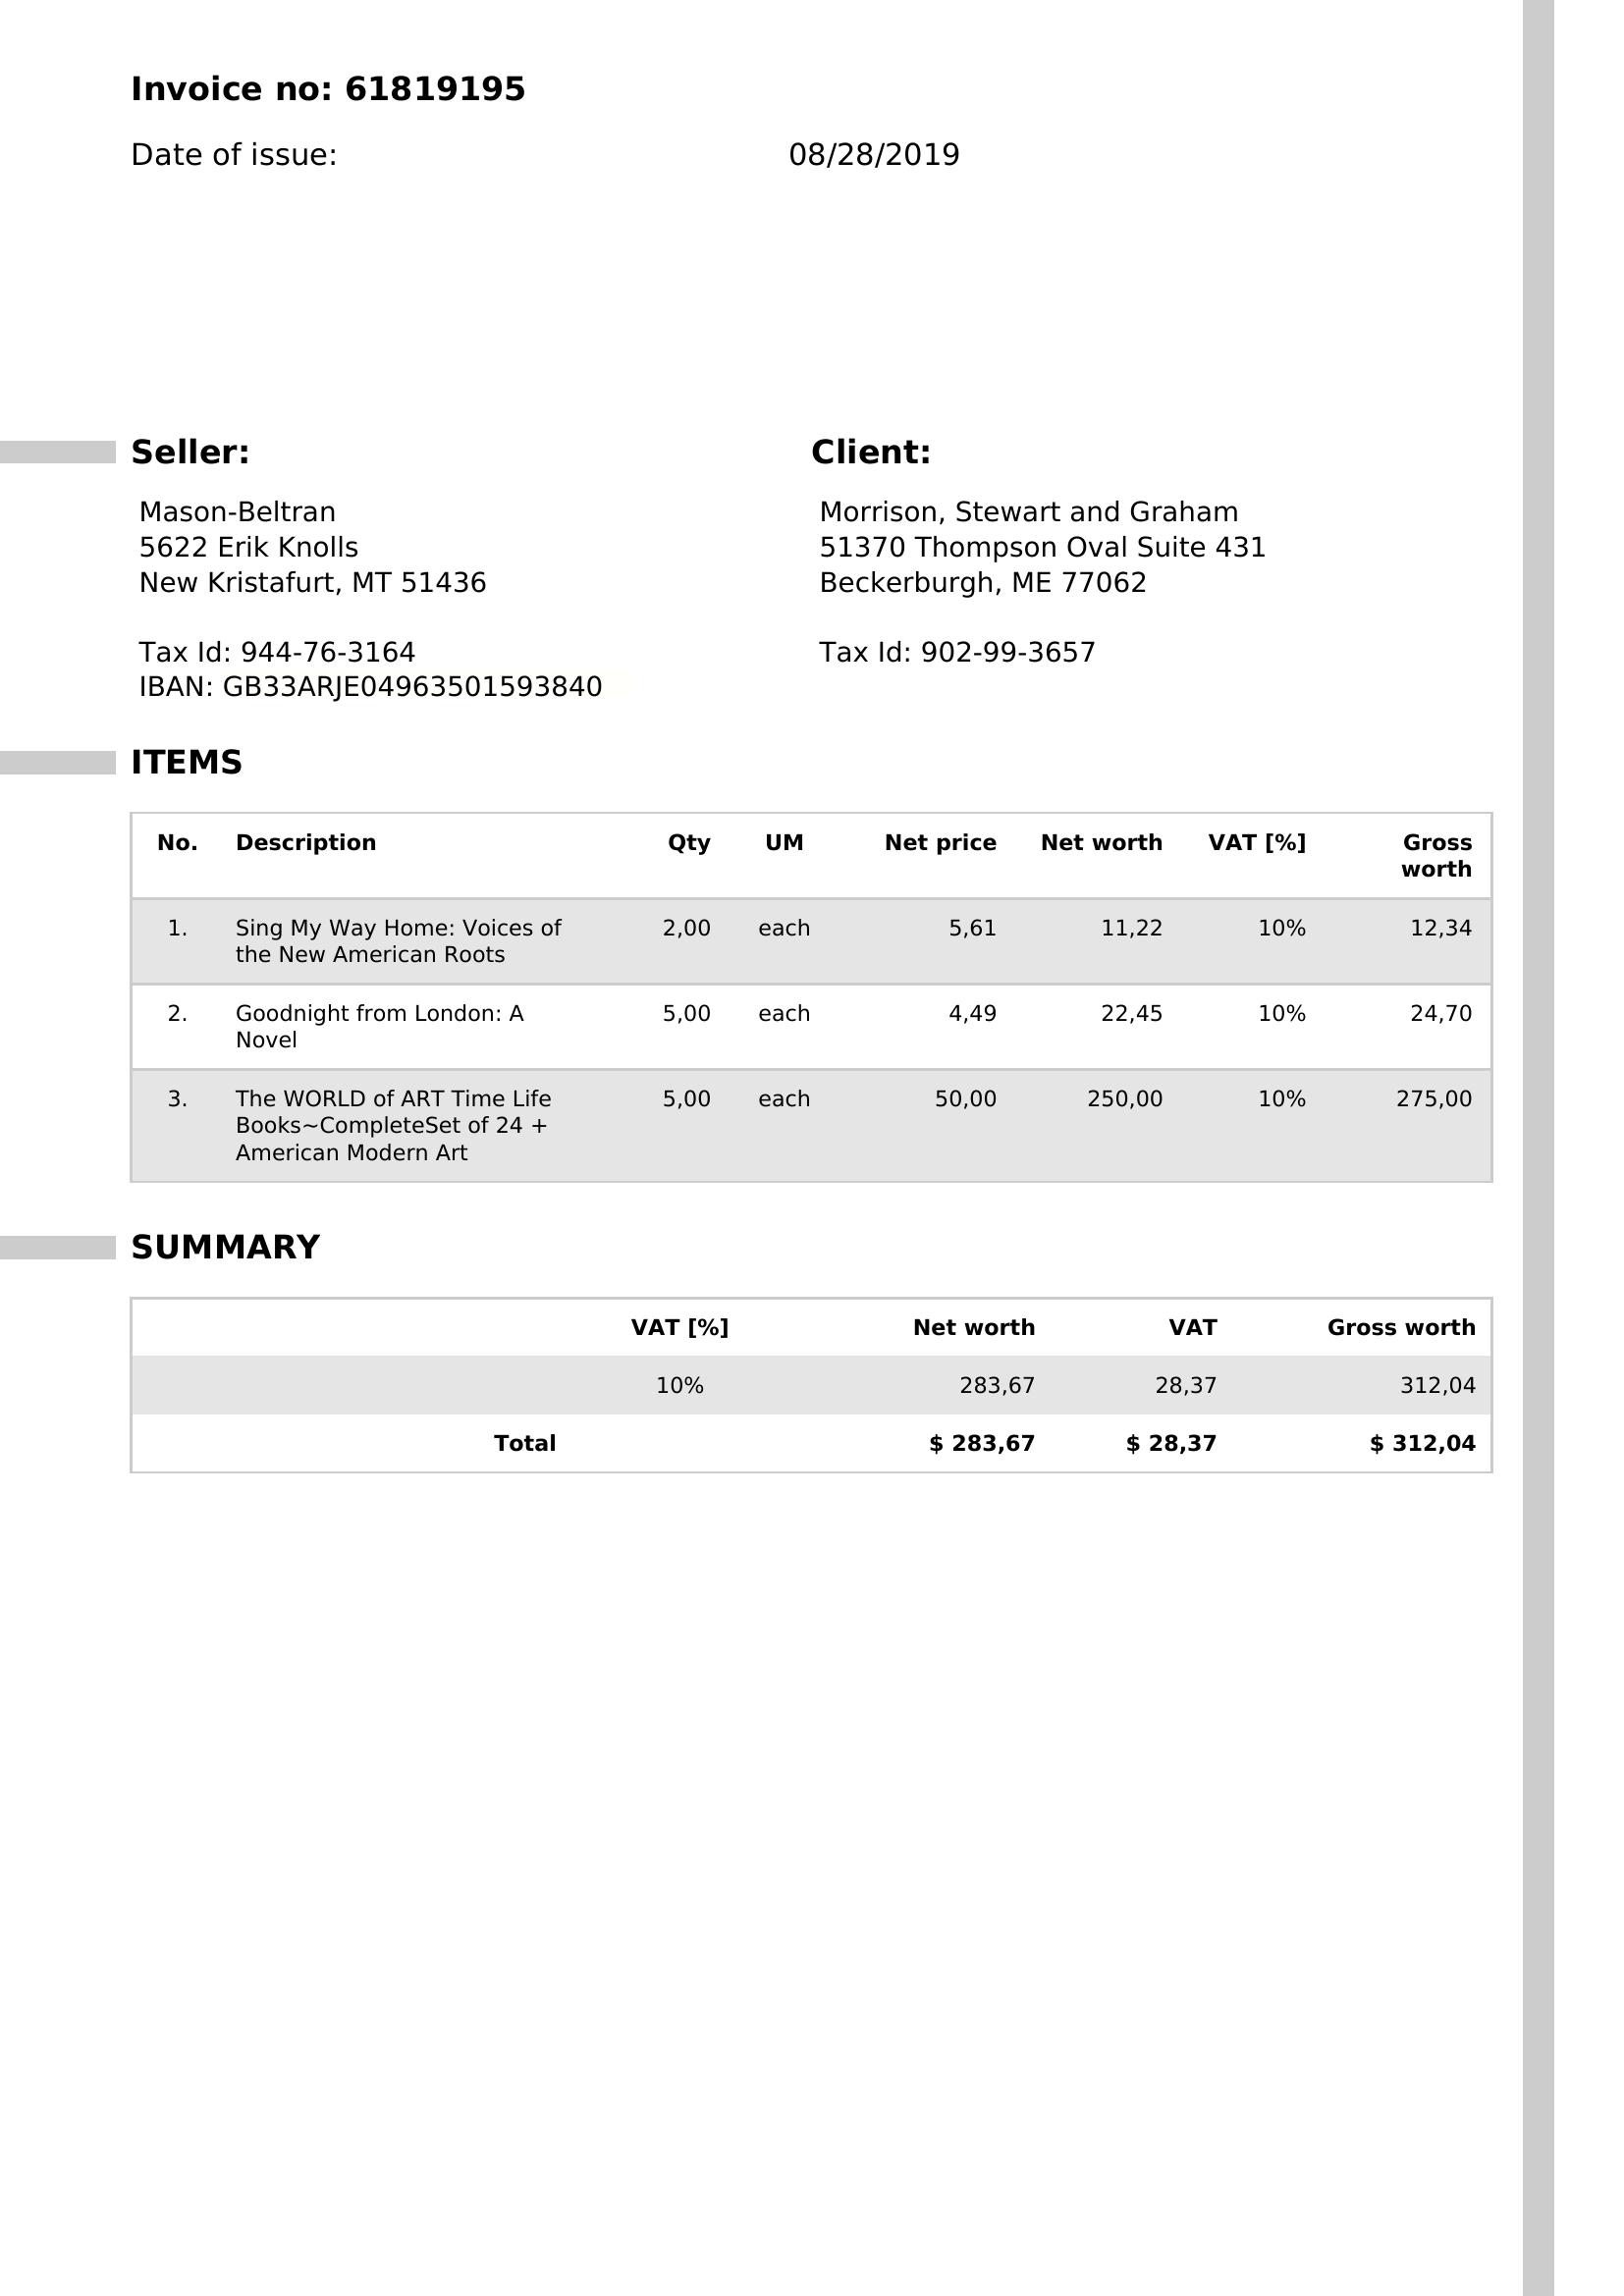 Invoice no: 61819195
Date of issue: 08/28/2019
Seller:
Mason-Beltran
5622 Erik Knolls
New Kristafurt, MT 51436
Tax Id: 944-76-3164
IBAN: GB33ARJE04963501593840
Client:
Morrison, Stewart and Graham
51370 Thompson Oval Suite 431
Beckerburgh, ME 77062
Tax Id: 902-99-3657
ITEMS
No. Description Qty UM Net price Net worth VAT [%] Gross
worth
1. Sing My Way Home: Voices of 2,00 each 5,61 11,22 10% 12,34
the New American Roots
2. Goodnight from London: A 5,00 each 4,49 22,45 10% 24,70
Novel
3. The WORLD of ART Time Life 5,00 each 50,00 250,00 10% 275,00
Books~CompleteSet of 24 +
American Modern Art
SUMMARY
VAT [%] Net worth VAT Gross worth
10% 283,67 28,37 312,04
Total $ 283,67 $ 28,37 $ 312,04